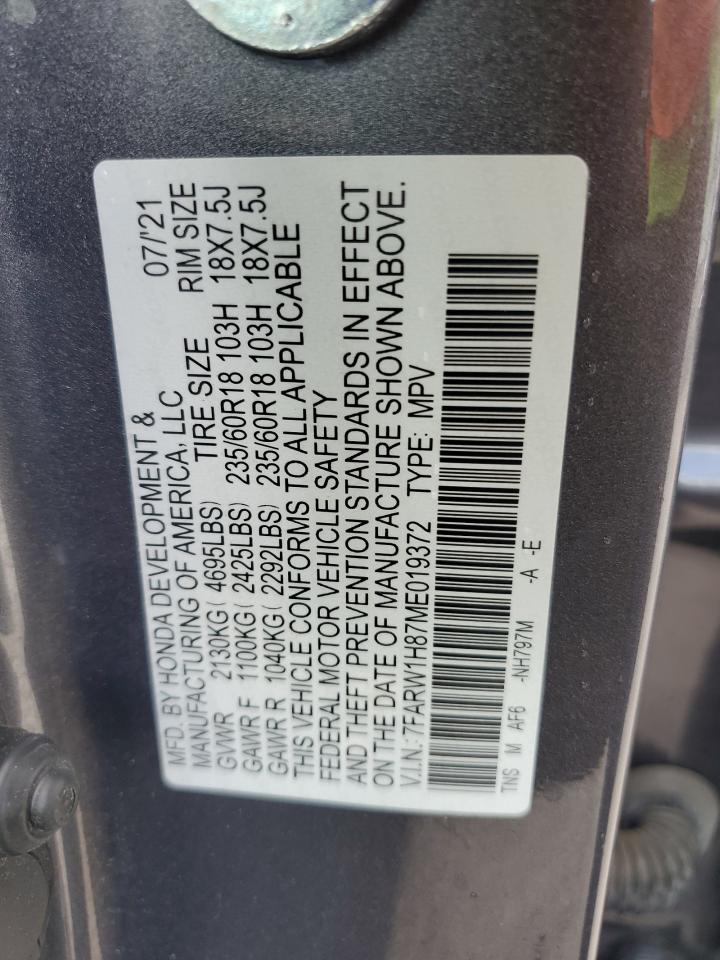 MFD. BY HONDA DEVELOPMENT &
MANUFACTURING OF AMERICA, LLC 07/'21
GVWR 2130KG( 4695LBS) TIRE SIZE RIM SIZE
GAWR F 1100KG( 2425LBS) 235/60R18 103H 18X7.5J
GAWR R 1040KG( 2292LBS) 235/60R18 103H 18X7.5J
THIS VEHICLE CONFORMS TO ALL APPLICABLE
FEDERAL MOTOR VEHICLE SAFETY
AND THEFT PREVENTION STANDARDS IN EFFECT
ON THE DATE OF MANUFACTURE SHOWN ABOVE.
V.I.N.: 7FARW1H87ME019372 TYPE: MPV
TNS M AF6 -NH797M -A -E